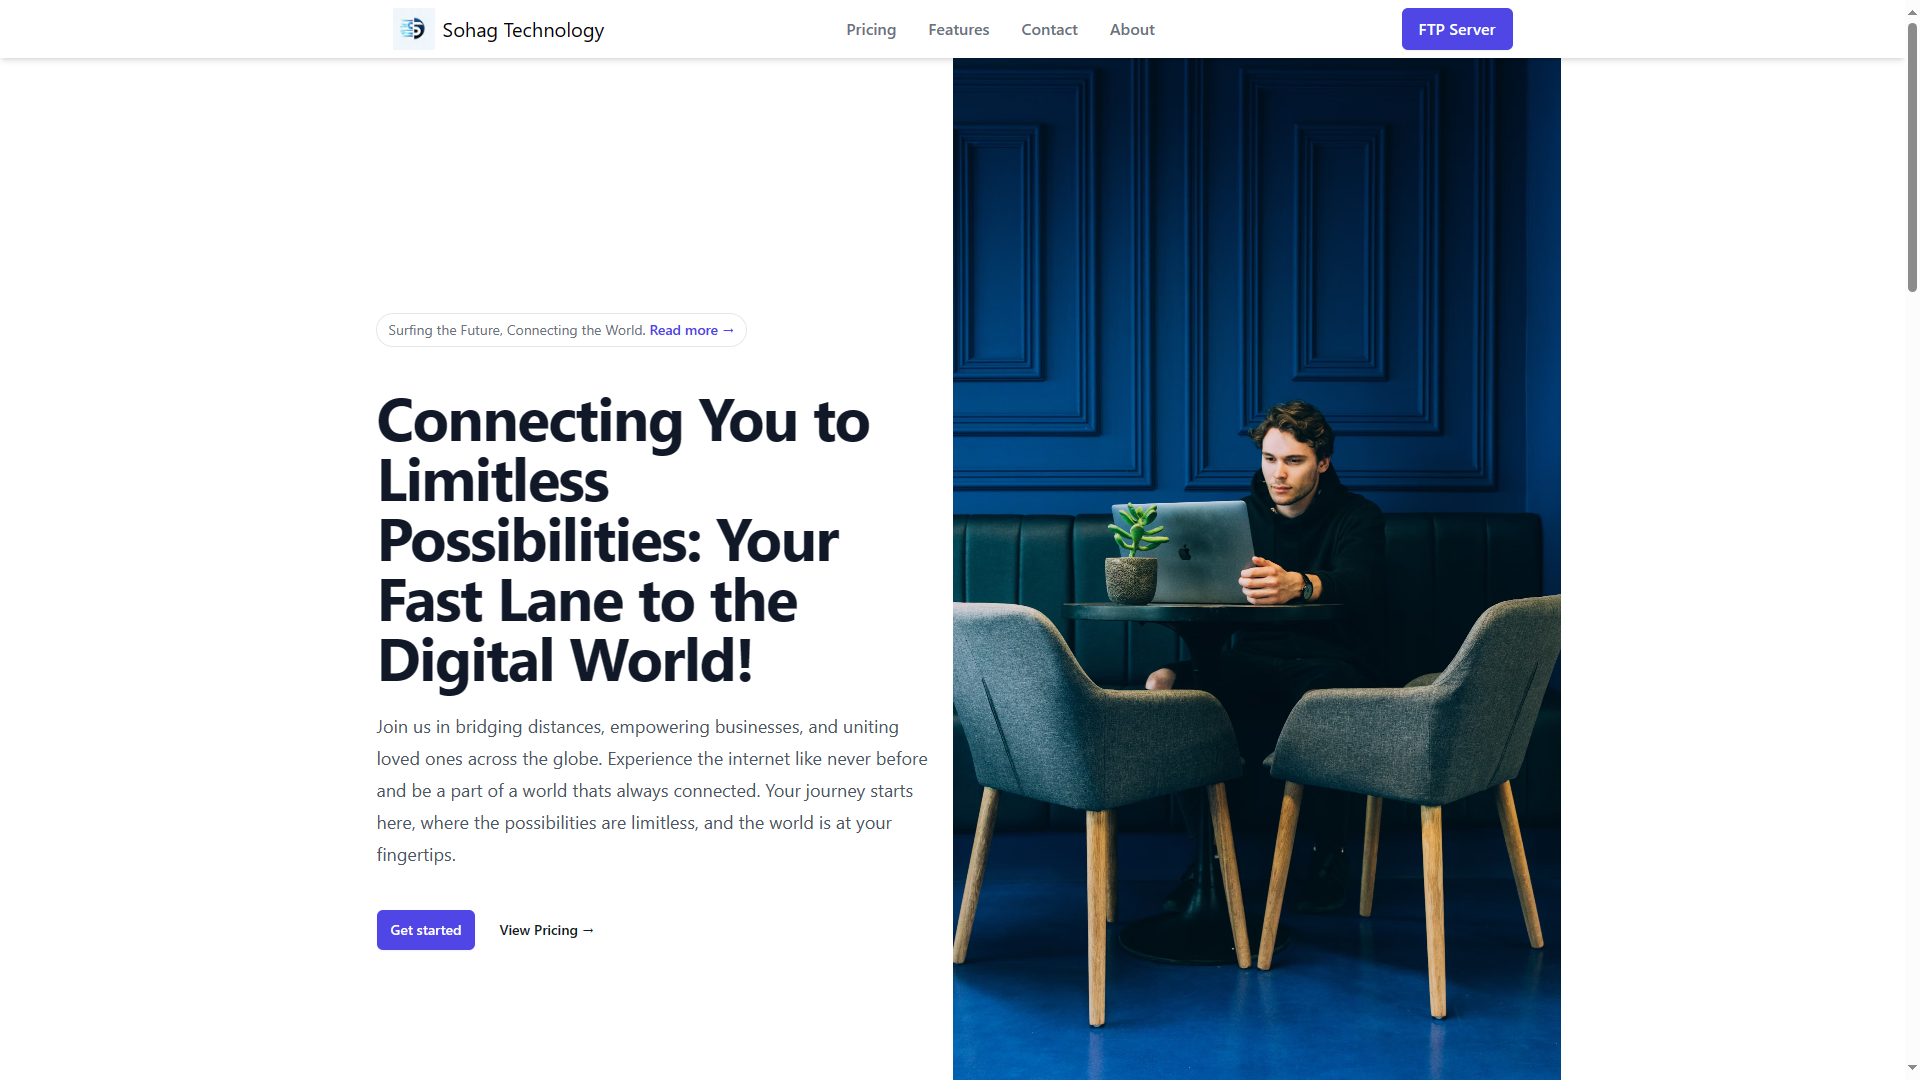 Sohag Technology
Pricing
Features
Contact
About
FTP Server
Surfing the Future, Connecting the World. Read more →
Connecting You to
Limitless
Possibilities: Your
Fast Lane to the
Digital World!
Join us in bridging distances, empowering businesses, and uniting
loved ones across the globe. Experience the internet like never before
and be a part of a world thats always connected. Your journey starts
here, where the possibilities are limitless, and the world is at your
fingertips.
Get started
View Pricing →